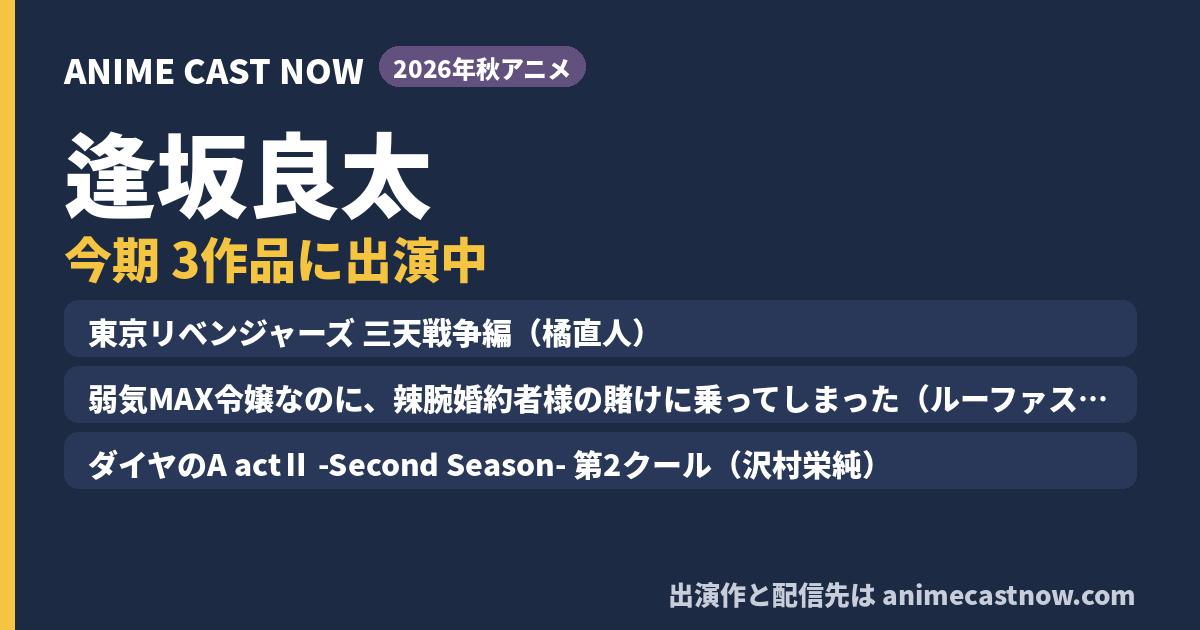 ANIME CAST NOW 2026年秋アニメ
逢坂良太
今期 3作品に出演中
東京リベンジャーズ 三天戦争編（橘直人）
弱気MAX令嬢なのに、辣腕婚約者様の賭けに乗ってしまった（ルーファス…
ダイヤのA actⅡ -Second Season- 第2クール（沢村栄純）
出演作と配信先は animecastnow.com